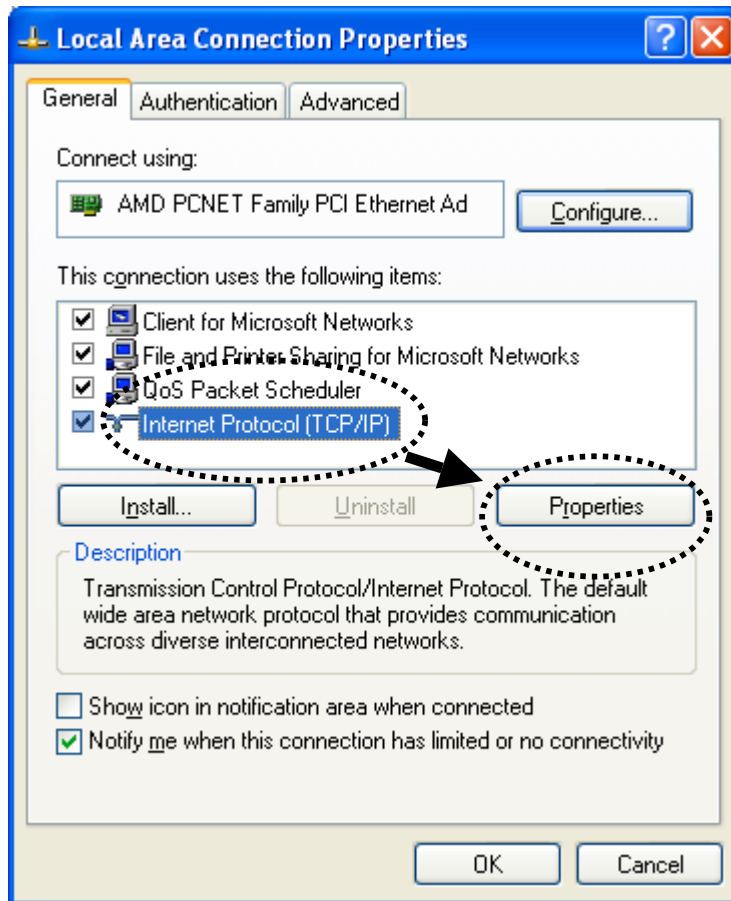 Local Area Connection Properties
General Authentication Advanced
Connect using:
AMD PCNET Family PCI Ethernet Ad
Configure...
This connection uses the following items:
Client for Microsoft Networks
File and Printer Sharing for Microsoft Networks
QoS Packet Scheduler
Internet Protocol (TCP/IP)
Install... Uninstall Properties
Description
Transmission Control Protocol/Internet Protocol. The default
wide area network protocol that provides communication
across diverse interconnected networks.
Show icon in notification area when connected
Notify me when this connection has limited or no connectivity
OK Cancel